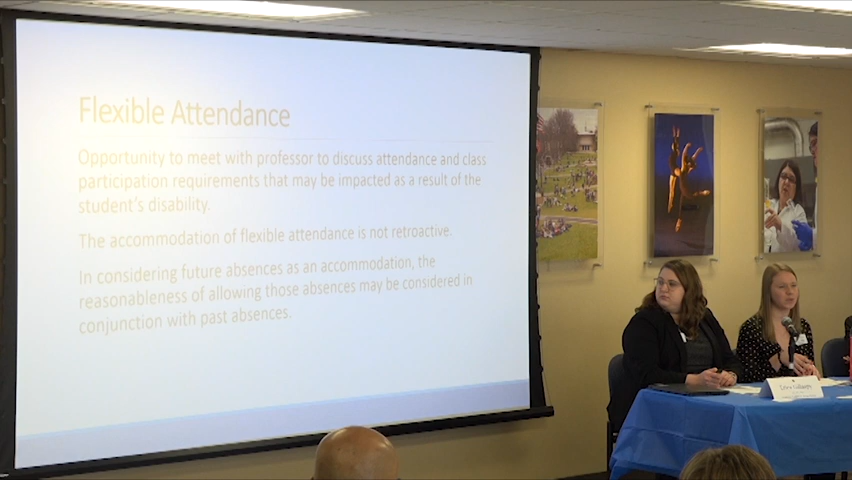 Flexible Attendance
Opportunity to meet with professor to discuss attendance and class
participation requirements that may be impacted as a result of the
student's disability.
The accommodation of flexible attendance is not retroactive.
In considering future absences as an accommodation, the
reasonableness of allowing those absences may be considered in
conjunction with past absences.